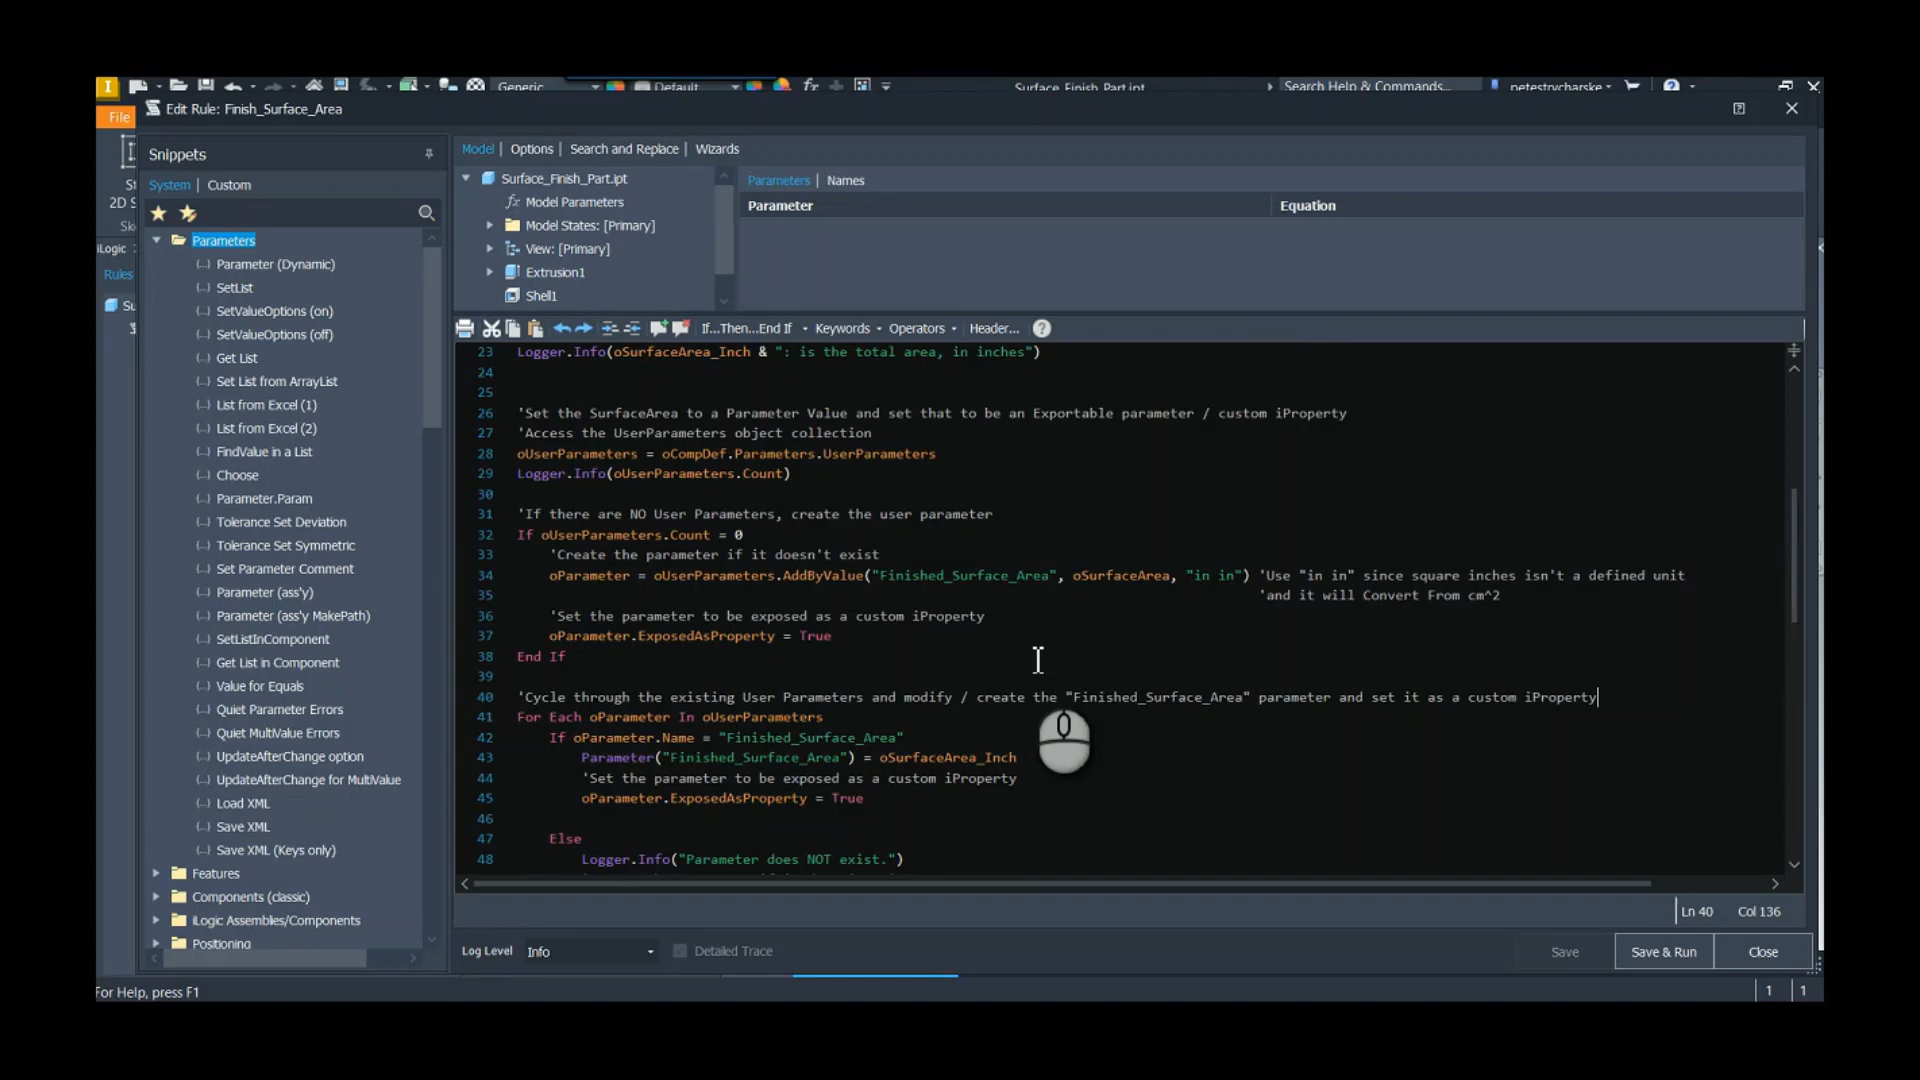 I
Generic
Default
fx
Surface_Finish_Part.ipt
Search Help & Commands...
petestrycharske
Edit Rule: Finish_Surface_Area
File
2D S
Sk
iLogic
Rules
Su
Snippets
System | Custom
Parameters
Parameter (Dynamic)
SetList
SetValueOptions (on)
SetValueOptions (off)
Get List
Set List from ArrayList
List from Excel (1)
List from Excel (2)
FindValue in a List
Choose
Parameter.Param
Tolerance Set Deviation
Tolerance Set Symmetric
Set Parameter Comment
Parameter (ass'y)
Parameter (ass'y MakePath)
SetListInComponent
Get List in Component
Value for Equals
Quiet Parameter Errors
Quiet MultiValue Errors
UpdateAfterChange option
UpdateAfterChange for MultiValue
Load XML
Save XML
Save XML (Keys only)
Features
Components (classic)
iLogic Assembles/Components
Positioning
Model | Options | Search and Replace | Wizards
Surface_Finish_Part.ipt
fx Model Parameters
Model States: [Primary]
View: [Primary]
Extrusion1
Shell1
Parameters | Names
Parameter Equation
If...Then...End If Keywords Operators Header...
23 Logger.Info(oSurfaceArea_Inch & ": is the total area, in inches")
24
25
26 'Set the SurfaceArea to a Parameter Value and set that to be an Exportable parameter / custom iProperty
27 'Access the UserParameters object collection
28 oUserParameters = oCompDef.Parameters.UserParameters
29 Logger.Info(oUserParameters.Count)
30
31 'If there are NO User Parameters, create the user parameter
32 If oUserParameters.Count = 0
33 'Create the parameter if it doesn't exist
34 oParameter = oUserParameters.AddByValue("Finished_Surface_Area", oSurfaceArea, "in in") 'Use "in in" since square inches isn't a defined unit
35 'and it will Convert From cm^2
36 'Set the parameter to be exposed as a custom iProperty
37 oParameter.ExposedAsProperty = True
38 End If
39
40 'Cycle through the existing User Parameters and modify / create the "Finished_Surface_Area" parameter and set it as a custom iProperty
41 For Each oParameter In oUserParameters
42 If oParameter.Name = "Finished_Surface_Area"
43 Parameter("Finished_Surface_Area") = oSurfaceArea_Inch
44 'Set the parameter to be exposed as a custom iProperty
45 oParameter.ExposedAsProperty = True
46
47 Else
48 Logger.Info("Parameter does NOT exist.")
Ln 40 Col 136
Log Level Info Detailed Trace
Save Save & Run Close
For Help, press F1
1 1